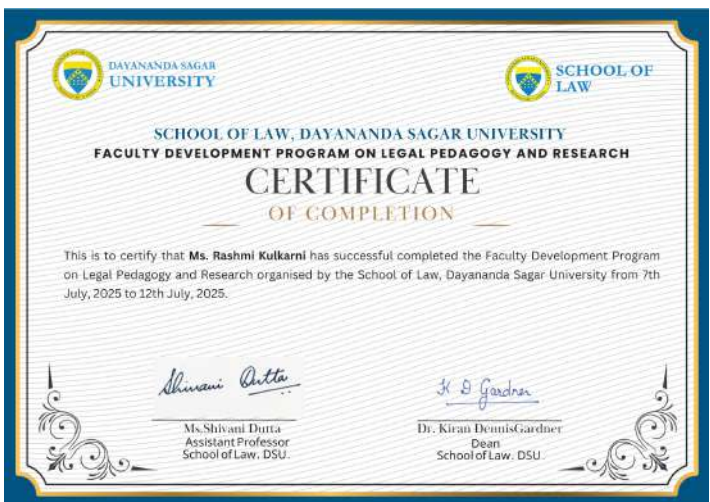 DAYANANDA SAGAR
UNIVERSITY
SCHOOL OF
LAW
SCHOOL OF LAW, DAYANANDA SAGAR UNIVERSITY
FACULTY DEVELOPMENT PROGRAM ON LEGAL PEDAGOGY AND RESEARCH
CERTIFICATE
OF COMPLETION
This is to certify that Ms. Rashmi Kulkarni has successful completed the Faculty Development Program
on Legal Pedagogy and Research organised by the School of Law, Dayananda Sagar University from 7th
July, 2025 to 12th July, 2025.
Shivani Dutta
K D Gardner
Ms.Shivani Dutta
Assistant Professor
School of Law. DSU.
Dr. Kiran DennisGardner
Dean
School of Law. DSU.